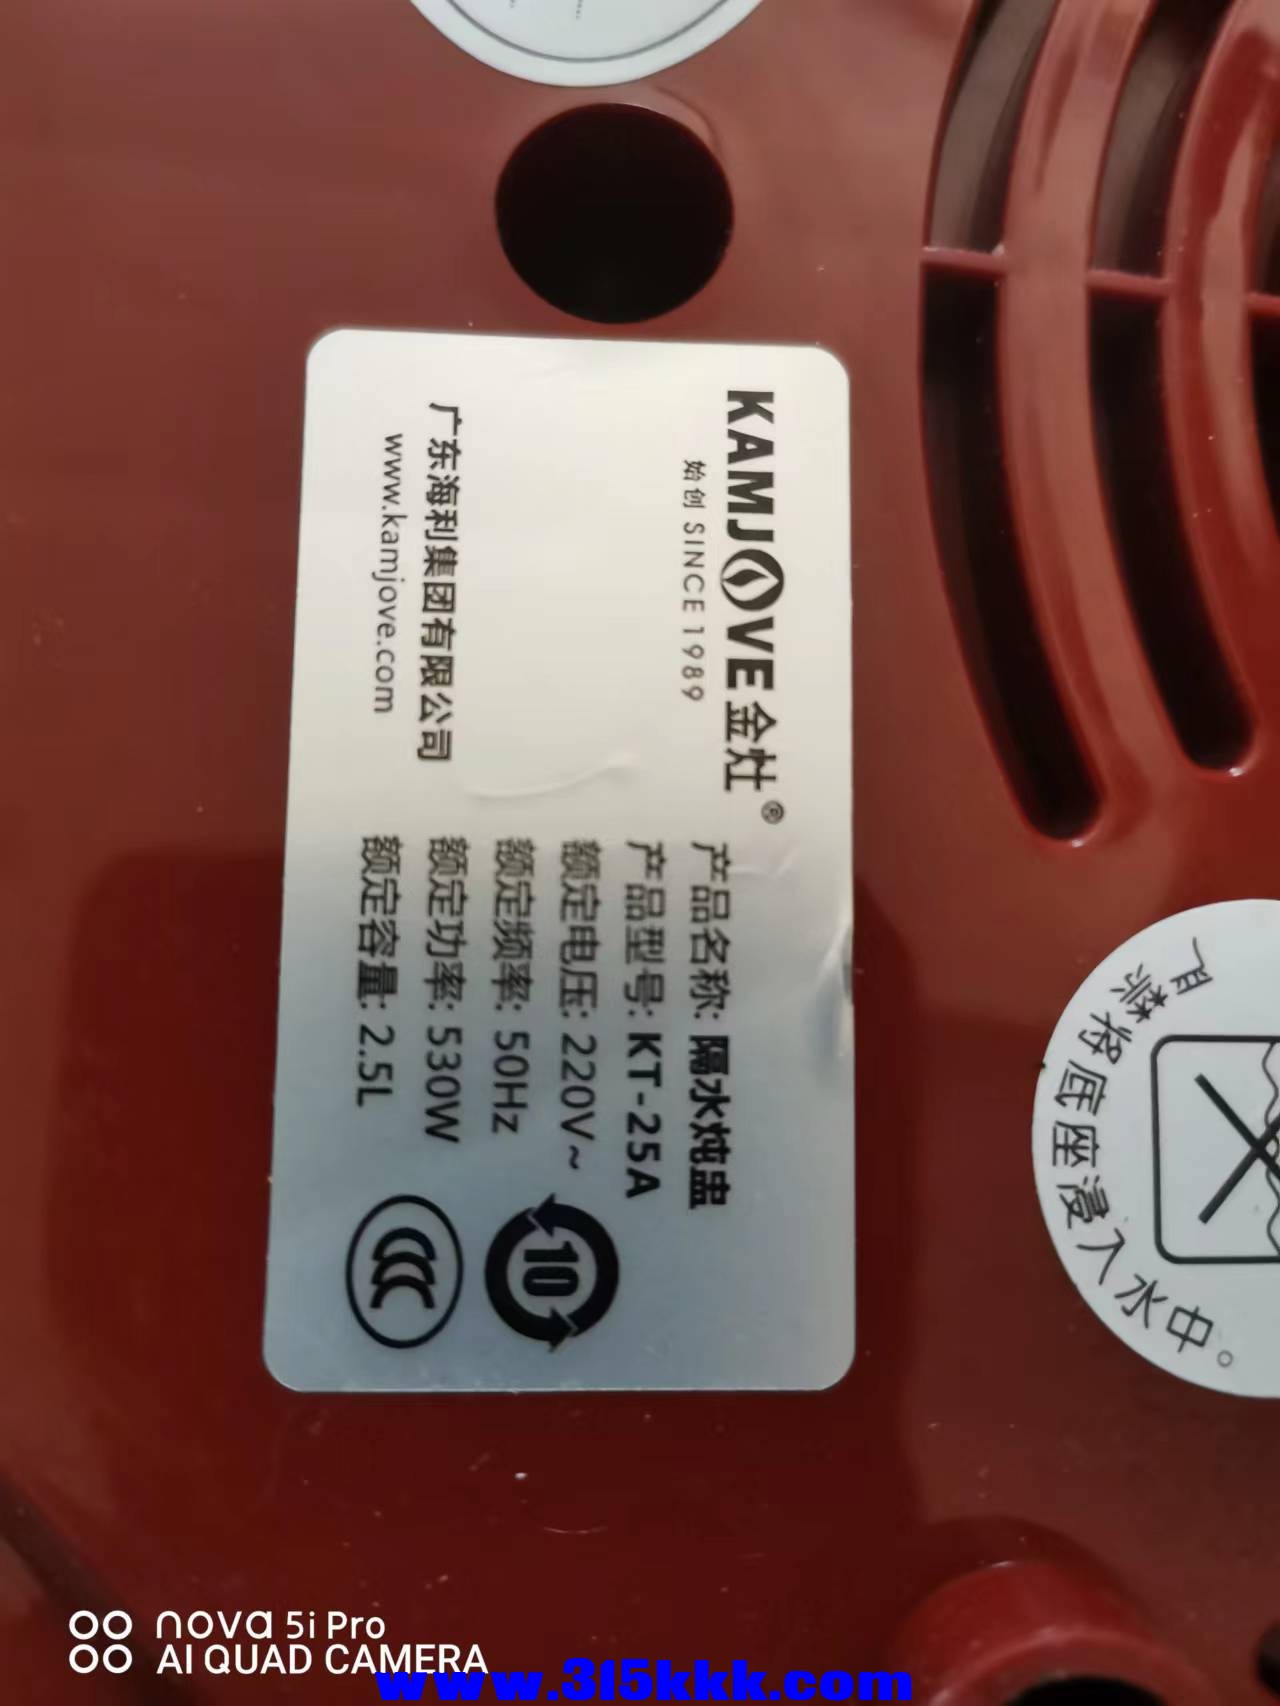 KAMJOVE金灶®
始创 SINCE 1989
产品名称: 隔水炖盅
产品型号: KT-25A
额定电压: 220V~
额定频率: 50Hz
额定功率: 530W
额定容量: 2.5L
广东海利集团有限公司
www.kamjove.com
10
CCC
将底座浸入水中。
nova 5i Pro
AI QUAD CAMERA
www.315kkk.com